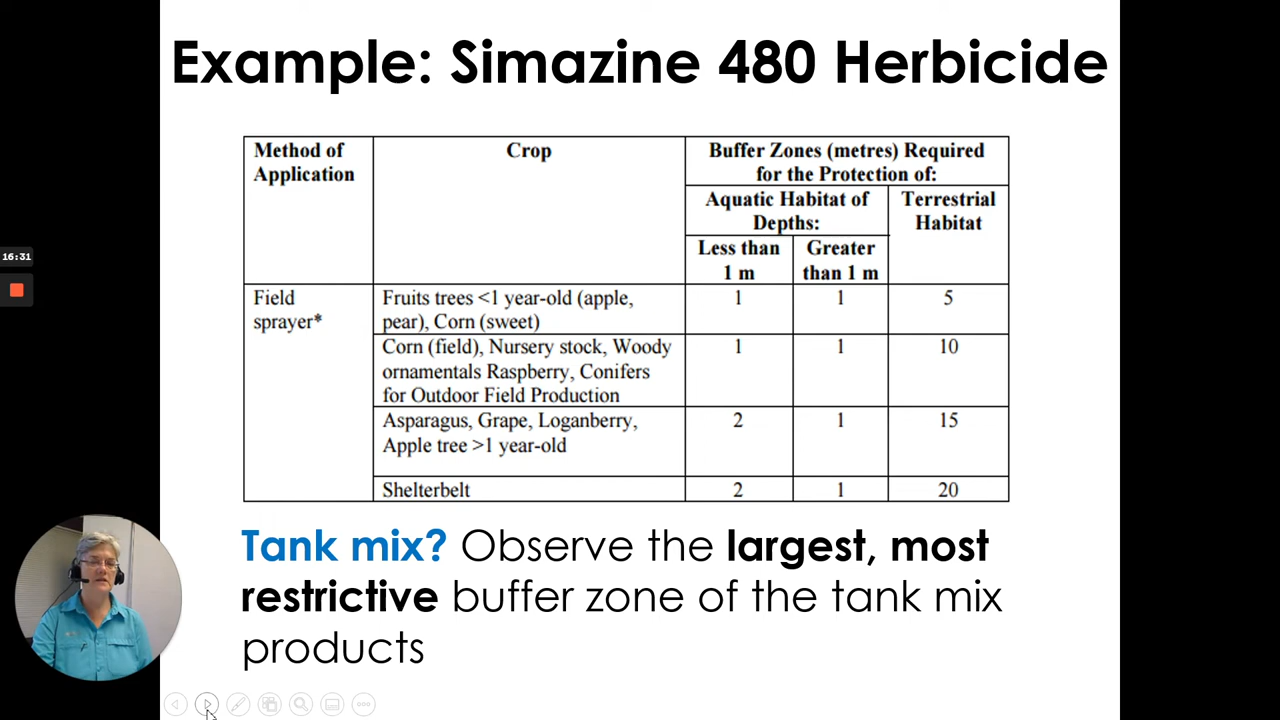 Example: Simazine 480 Herbicide
Method of
Application
Crop
Buffer Zones (metres) Required
for the Protection of:
Aquatic Habitat of
Depths:
Terrestrial
Habitat
Less than
1 m
Greater
than 1 m
Field
sprayer*
Fruits trees <1 year-old (apple,
pear), Corn (sweet)
1
1
5
Corn (field), Nursery stock, Woody
ornamentals Raspberry, Conifers
for Outdoor Field Production
1
1
10
Asparagus, Grape, Loganberry,
Apple tree >1 year-old
2
1
15
Shelterbelt
2
1
20
16:31
Tank mix? Observe the largest, most
restrictive buffer zone of the tank mix
products